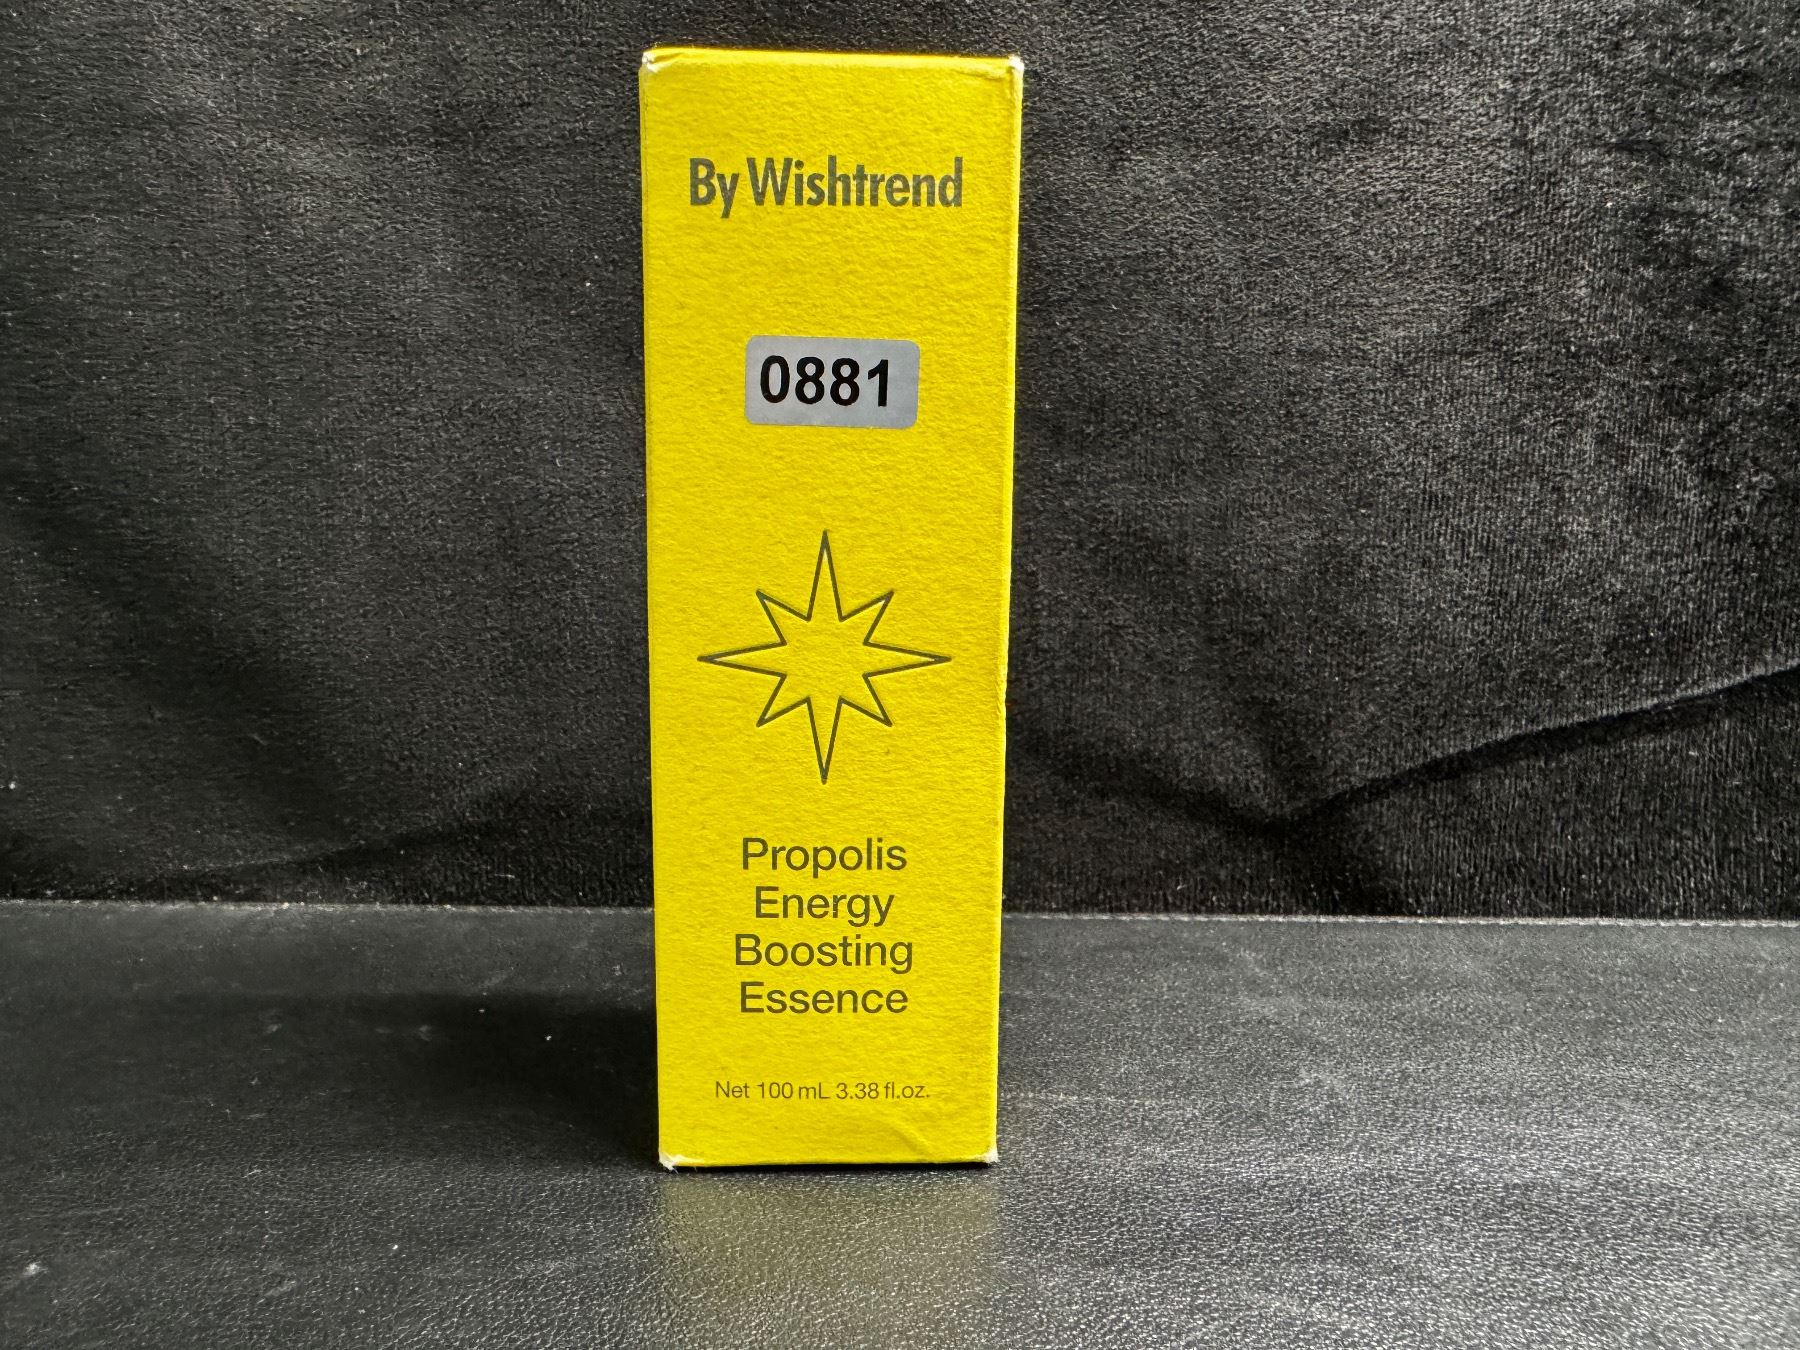 By Wishtrend
0881
Propolis
Energy
Boosting
Essence
Net 100 mL 3.38 fl.oz.